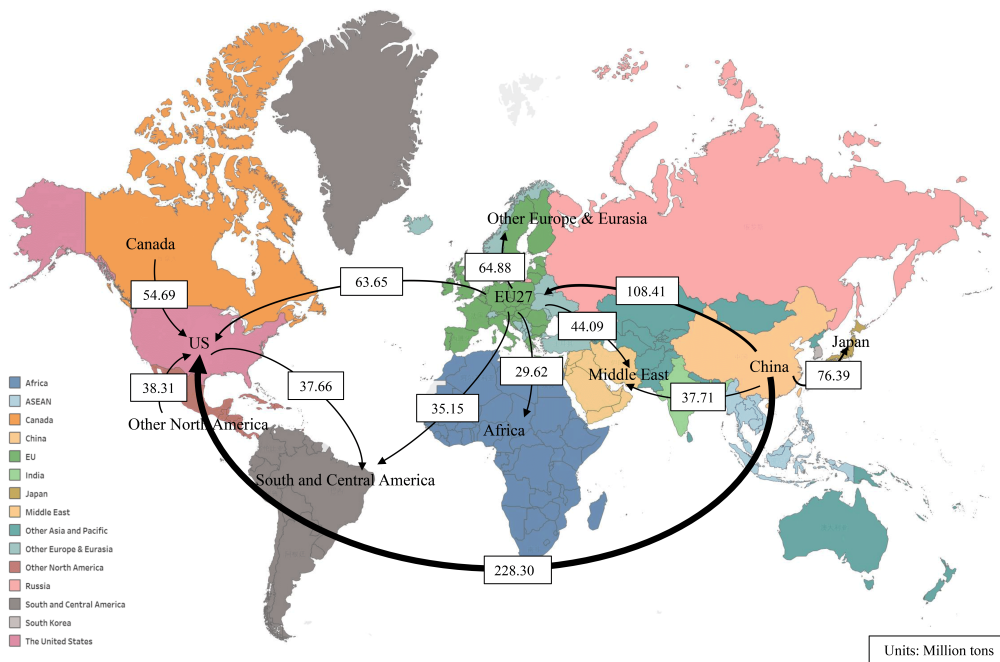 Other Europe & Eurasia
Canada
64.88
63.65
54.69
EU27
108.41
44.09
US
Japan
China
Middle East
76.39
29.62
38.31
37.66
37.71
35.15
Other North America
Africa
South and Central America
228.30
Africa
ASEAN
Canada
China
EU
India
Japan
Middle East
Other Asia and Pacific
Other Europe & Eurasia
Other North America
Russia
South and Central America
South Korea
The United States
Units: Million tons